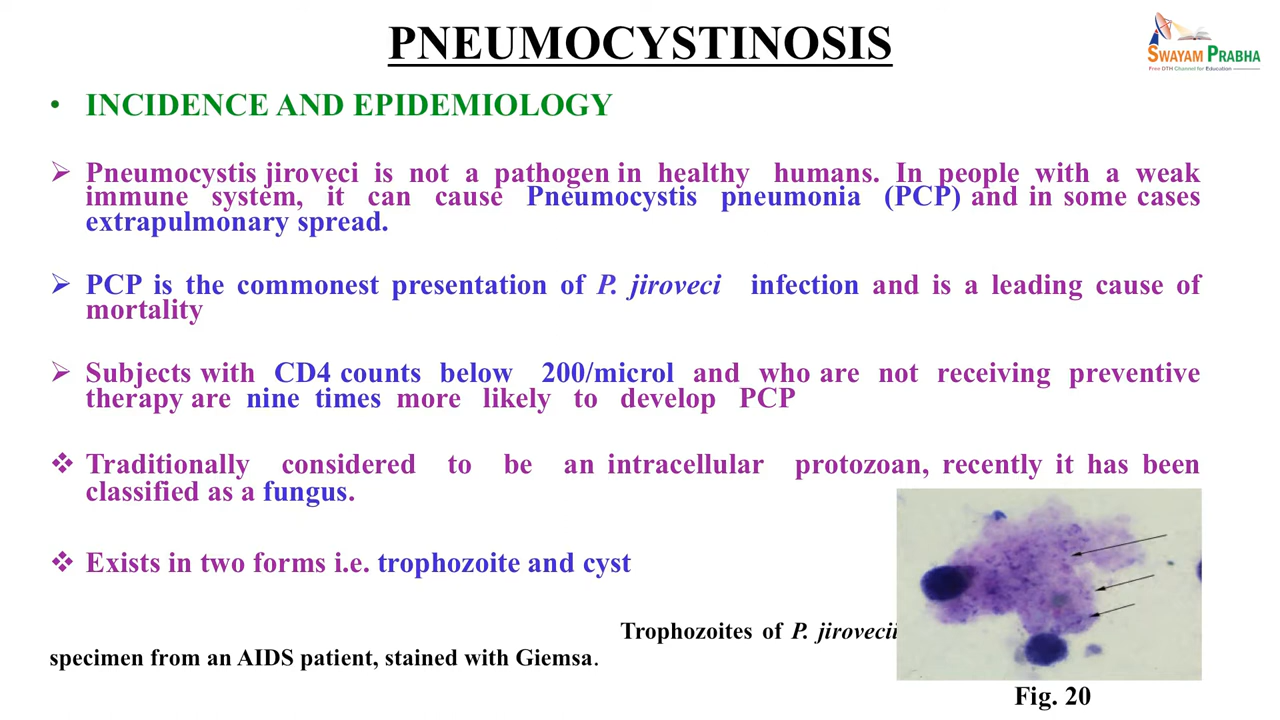 PNEUMOCYSTINOSIS
SWAYAM PRABHA
Free DTH Channel for Education
• INCIDENCE AND EPIDEMIOLOGY
➢ Pneumocystis jiroveci is not a pathogen in healthy humans. In people with a weak
immune system, it can cause Pneumocystis pneumonia (PCP) and in some cases
extrapulmonary spread.
➢ PCP is the commonest presentation of P. jiroveci infection and is a leading cause of
mortality
➢ Subjects with CD4 counts below 200/microl and who are not receiving preventive
therapy are nine times more likely to develop PCP
❖ Traditionally considered to be an intracellular protozoan, recently it has been
classified as a fungus.
❖ Exists in two forms i.e. trophozoite and cyst
Trophozoites of P. jirovecii
specimen from an AIDS patient, stained with Giemsa.
Fig. 20